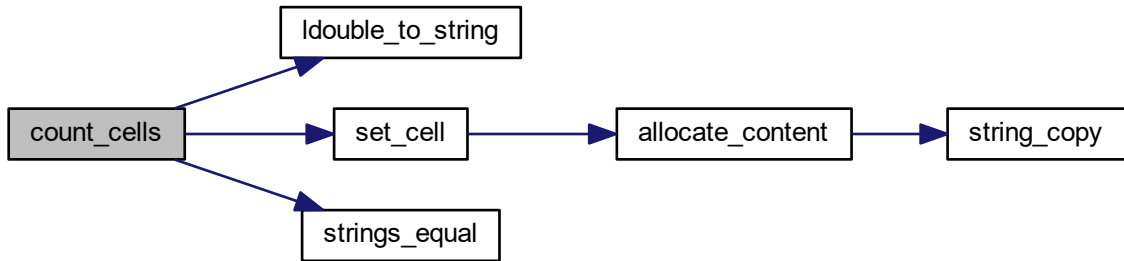 ldouble_to_string
count_cells
set_cell
allocate_content
string_copy
strings_equal